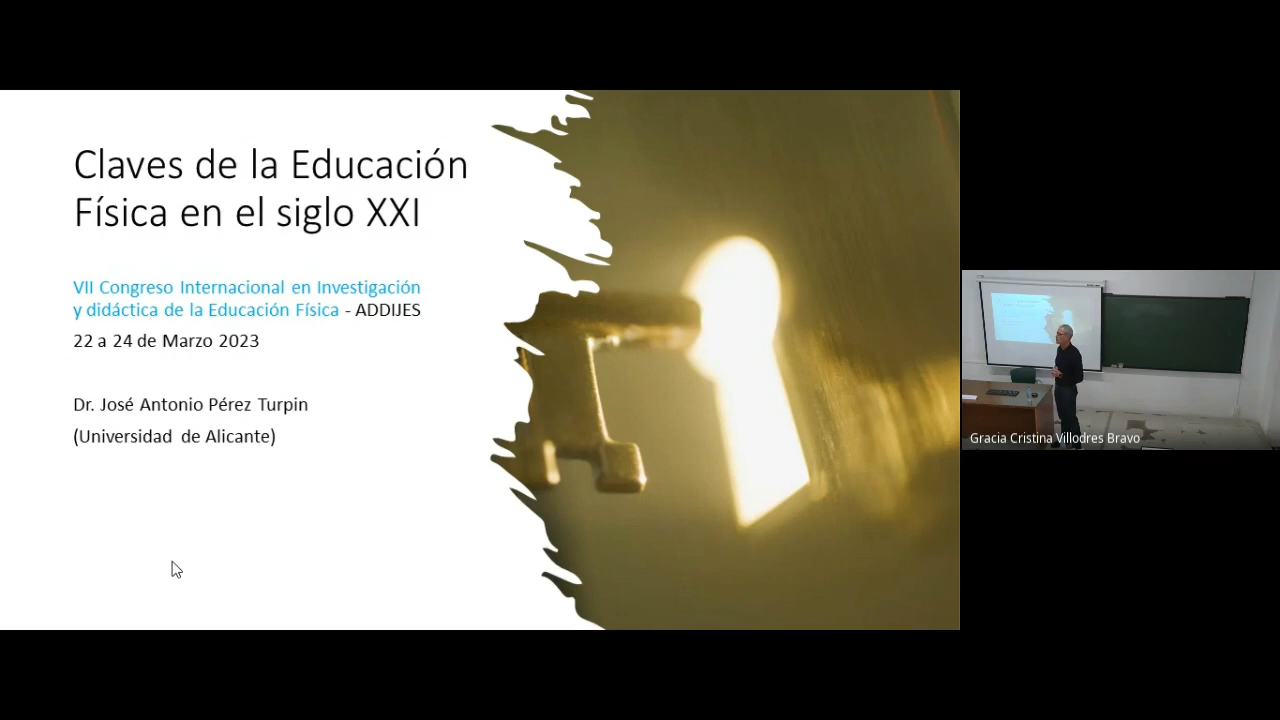 Claves de la Educación
Física en el siglo XXI
VII Congreso Internacional en Investigación
y didáctica de la Educación Física - ADDIJES
22 a 24 de Marzo 2023
Dr. José Antonio Pérez Turpin
(Universidad de Alicante)
Gracia Cristina Villodres Bravo